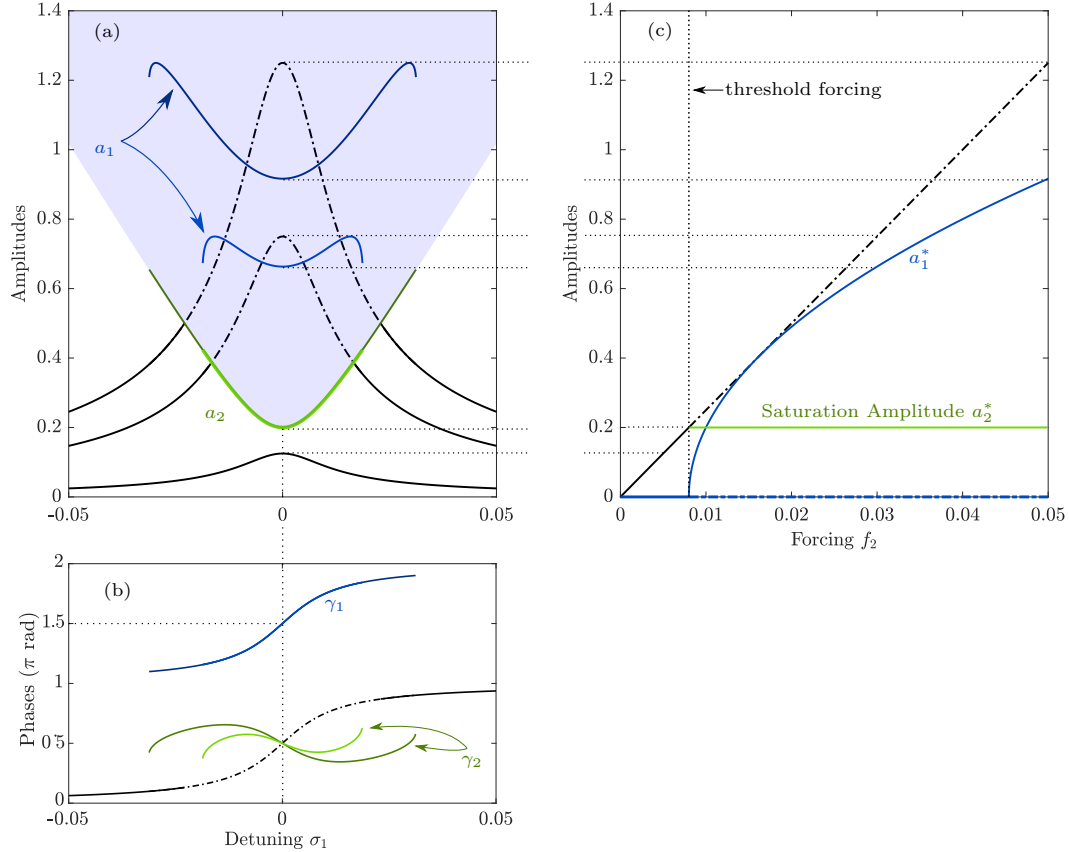 (a)
1.4
1.2
1
0.8
0.6
0.4
0.2
0
Amplitudes
a₁
a₂
-0.05
0
0.05
(c)
1.4
1.2
1
0.8
0.6
0.4
0.2
0
Amplitudes
threshold forcing
a₁*
Saturation Amplitude a₂*
0
0.01
0.02
0.03
0.04
0.05
Forcing f₂
(b)
2
1.5
1
0.5
0
Phases (π rad)
γ₁
γ₂
-0.05
0
0.05
Detuning σ₁